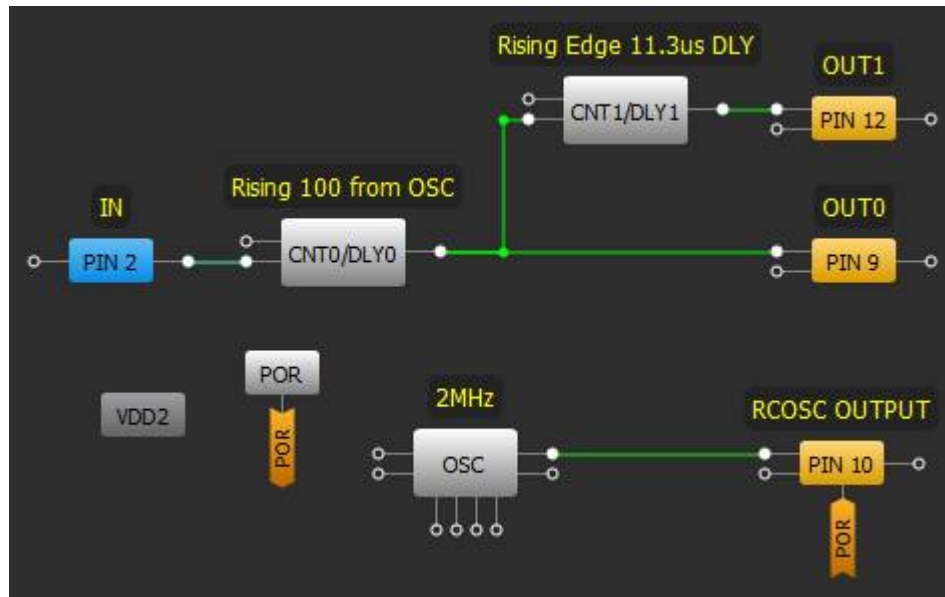 Rising Edge 11.3us DLY
OUT1
CNT1/DLY1
PIN 12
Rising 100 from OSC
IN
OUT0
CNT0/DLY0
PIN 2
PIN 9
POR
2MHz
RCOSC OUTPUT
VDD2
POR
OSC
PIN 10
POR